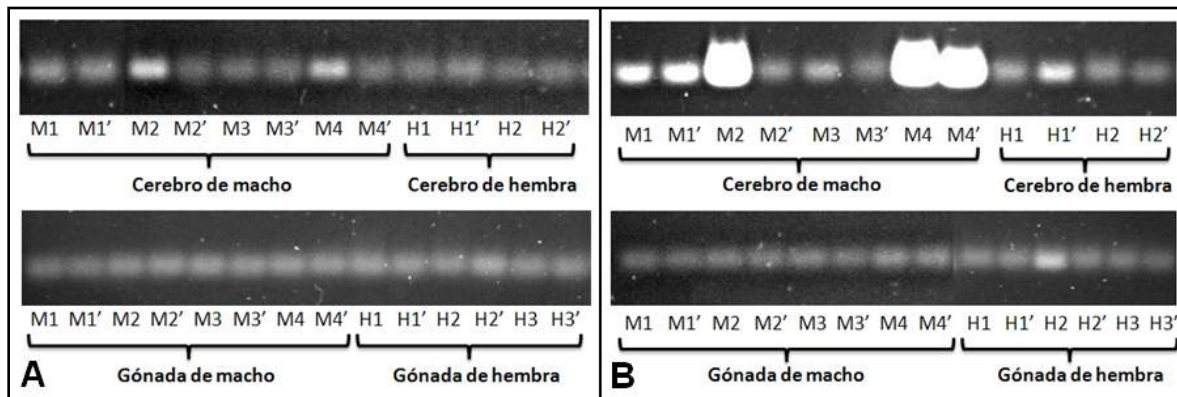 M1 M1’ M2 M2’ M3 M3’ M4 M4’ H1 H1’ H2 H2’
Cerebro de macho Cerebro de hembra
M1 M1’ M2 M2’ M3 M3’ M4 M4’ H1 H1’ H2 H2’ H3 H3’
Gónada de macho Gónada de hembra
A
M1 M1’ M2 M2’ M3 M3’ M4 M4’ H1 H1’ H2 H2’
Cerebro de macho Cerebro de hembra
M1 M1’ M2 M2’ M3 M3’ M4 M4’ H1 H1’ H2 H2’ H3 H3’
Gónada de macho Gónada de hembra
B